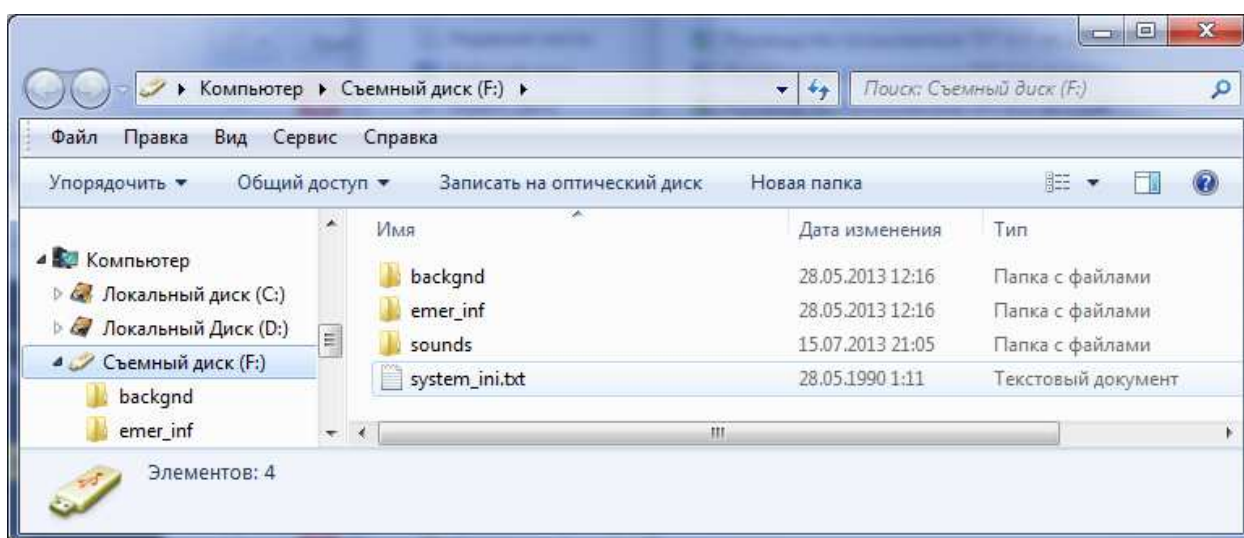 Компьютер Съемный диск (F:) Поиск: Съемный диск (F:)
Файл Правка Вид Сервис Справка
Упорядочить Общий доступ Записать на оптический диск Новая папка
Имя Дата изменения Тип
Компьютер
Локальный диск (C:)
Локальный Диск (D:)
Съемный диск (F:)
backgnd
emer_inf
backgnd 28.05.2013 12:16 Папка с файлами
emer_inf 28.05.2013 12:16 Папка с файлами
sounds 15.07.2013 21:05 Папка с файлами
system_ini.txt 28.05.1990 1:11 Текстовый документ
Элементов: 4